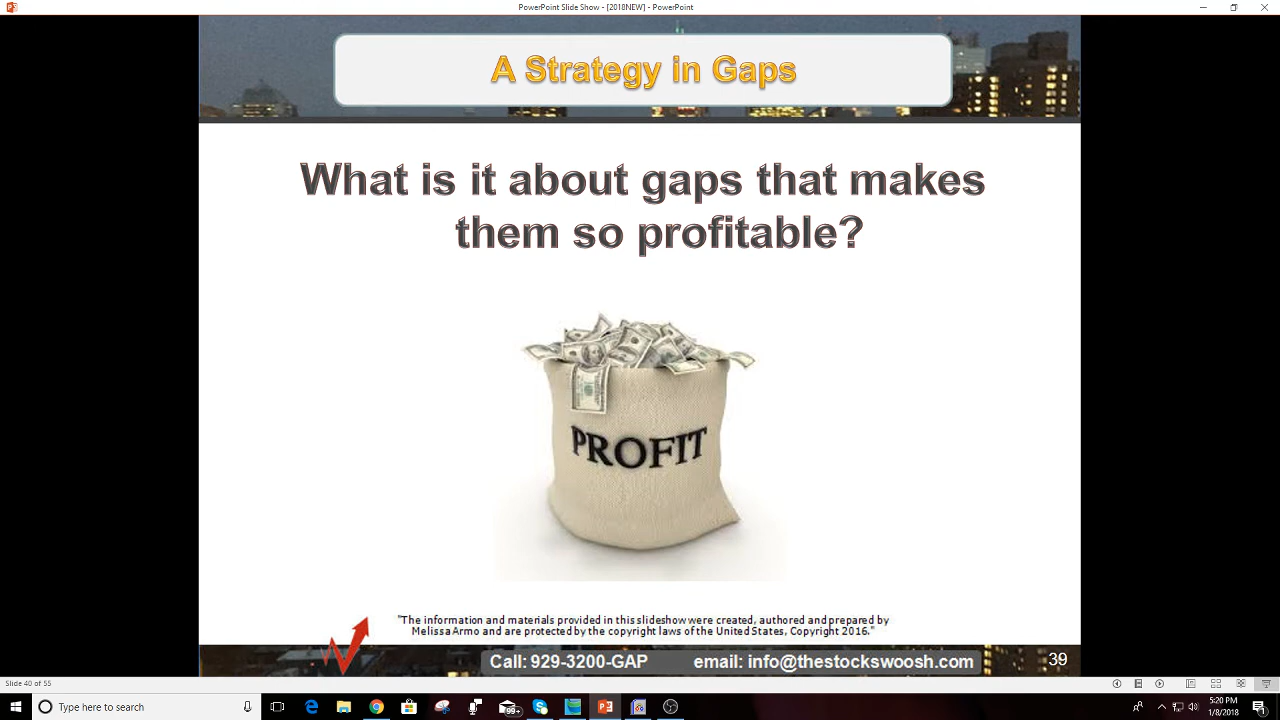 PowerPoint Slide Show - [2018NEW] - PowerPoint
A Strategy in Gaps
What is it about gaps that makes
them so profitable?
PROFIT
"The information and materials provided in this slideshow were created, authored and prepared by
Melissa Armo and are protected by the copyright laws of the United States, Copyright 2016."
Call: 929-3200-GAP email: info@thestockswoosh.com
39
Slide 40 of 55
Type here to search
99+
5:20 PM
1/8/2018